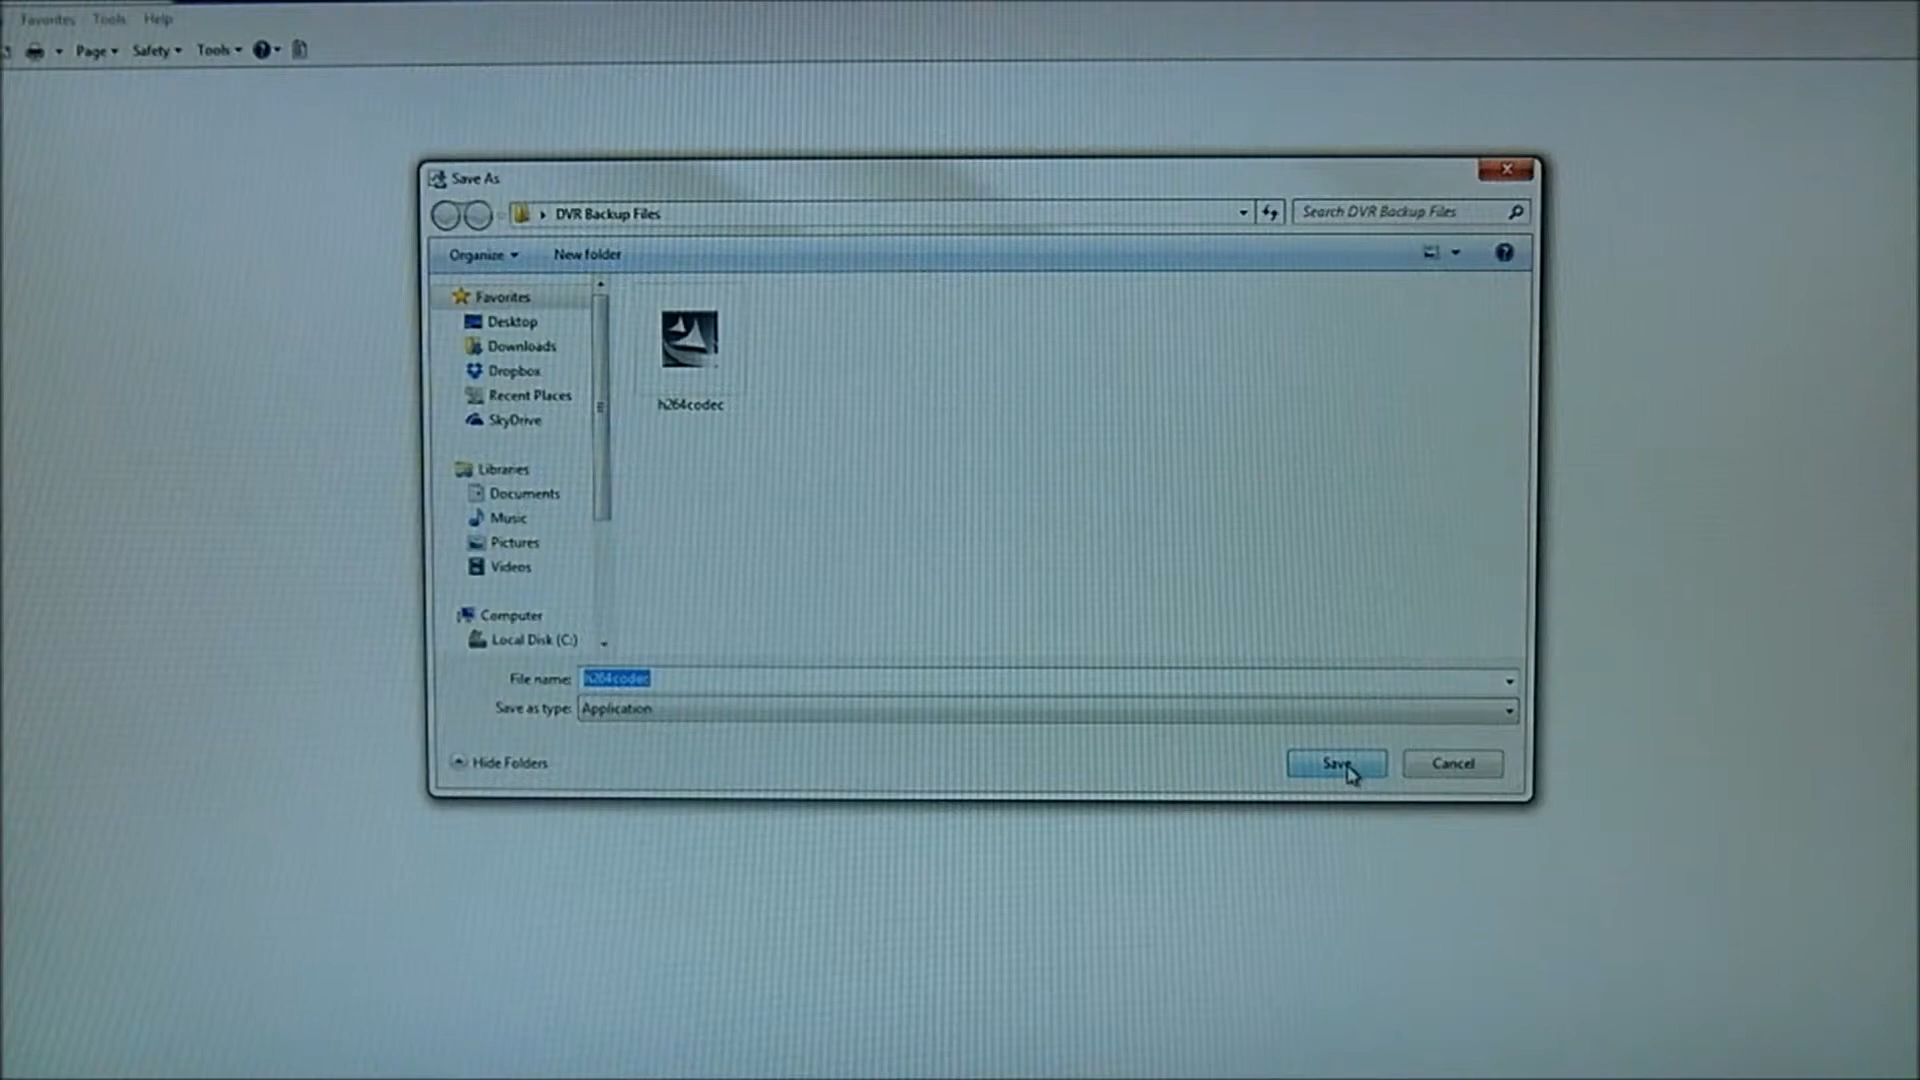 Favorites Tools Help
Page Safety Tools
Save As
DVR Backup Files
Search DVR Backup Files
Organize New folder
Favorites
Desktop
Downloads
Dropbox
Recent Places
SkyDrive
Libraries
Documents
Music
Pictures
Videos
Computer
Local Disk (C:)
h264codec
File name: h264codec
Save as type: Application
Hide Folders
Save Cancel